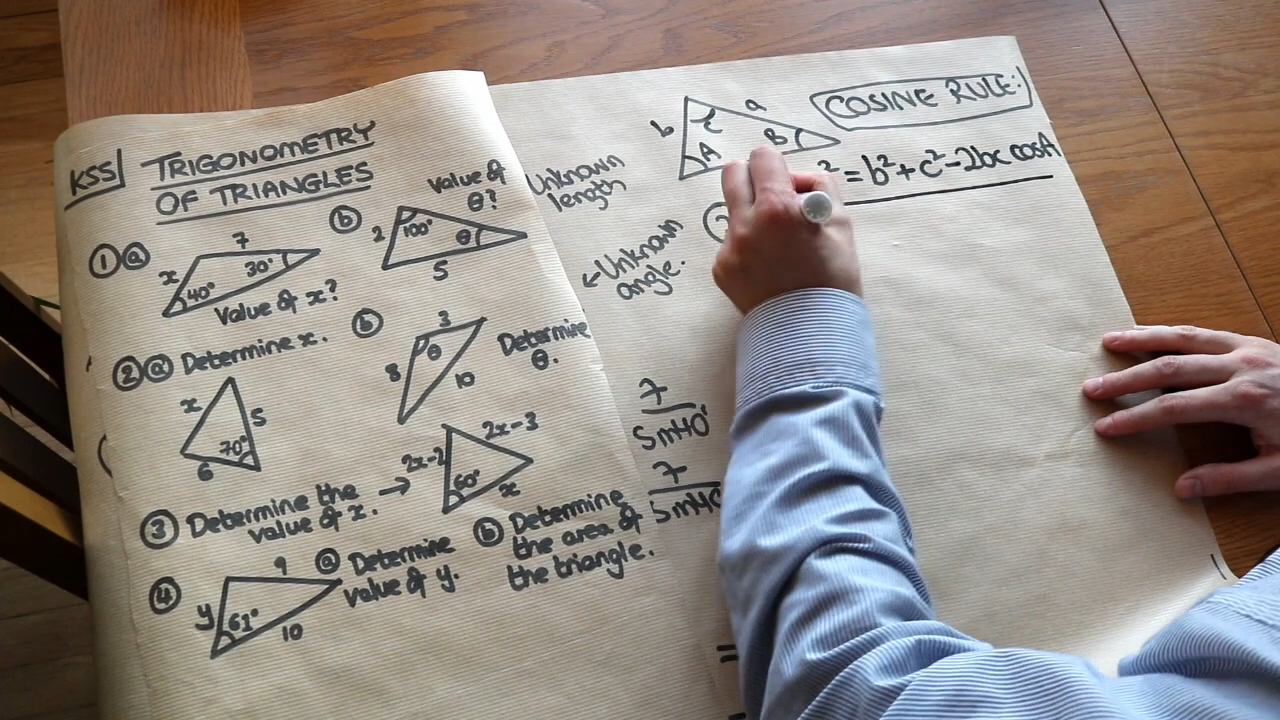 KSS
TRIGONOMETRY
OF TRIANGLES
① ⓐ
7
x
30°
40°
Value of x?
ⓑ
Value of
θ?
2
100°
θ
5
② ⓐ Determine x.
x
5
70°
6
ⓑ
3
θ
8
10
Determine
θ.
③ Determine the
value of x. →
2x-3
2x-2
60°
x
④
9
y
61°
10
ⓐ Determine
value of y.
ⓑ Determine
the area of
the triangle.
Unknown
length
← Unknown
angle.
7
sin40°
7
sin40
b
a
C
A
B
COSINE RULE:
² = b² + c² - 2bc cosA
=